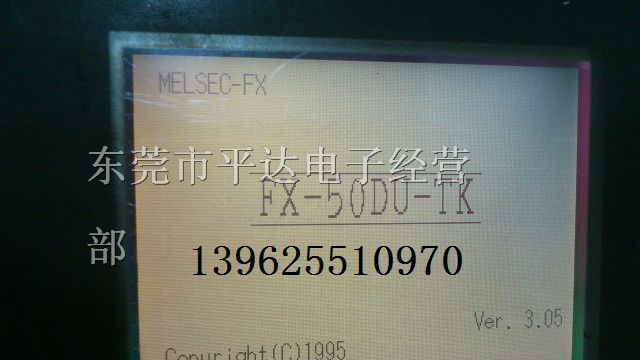 MELSEC-FX
东莞市平达电子经营
FX-50DU-TK
部
139625510970
Ver. 3.05
Copyright(C)1995